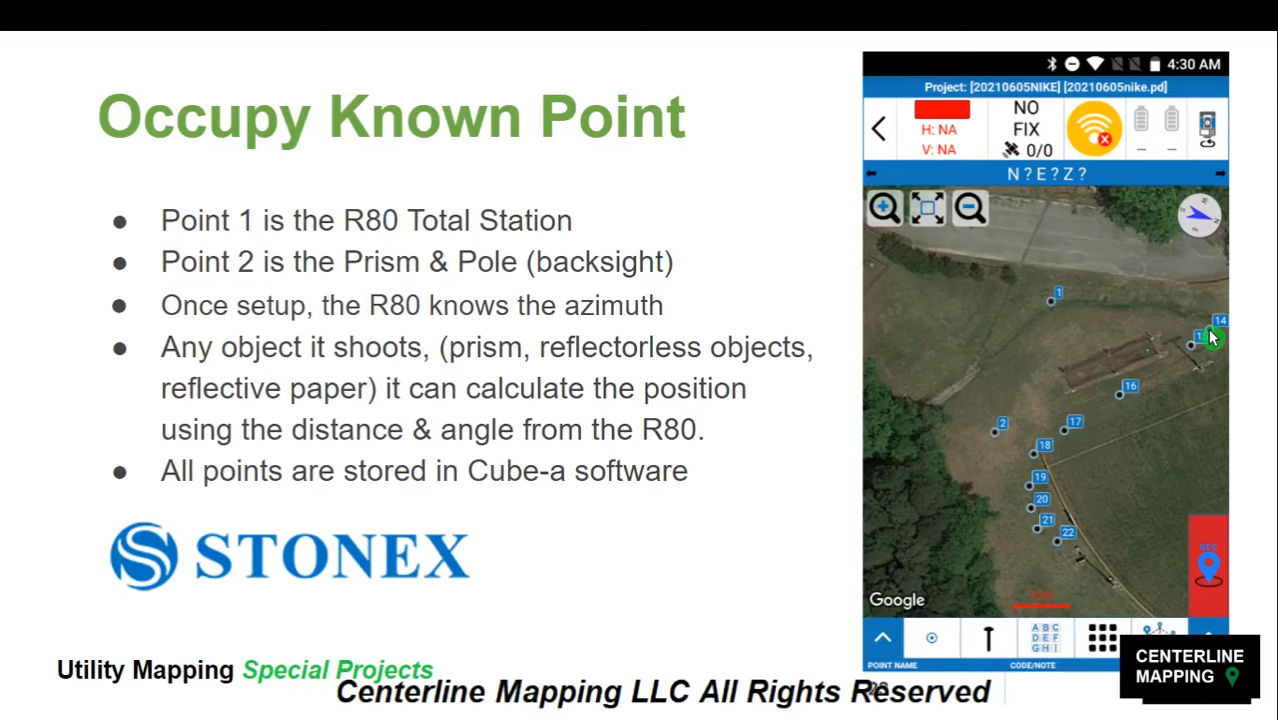 Occupy Known Point
● Point 1 is the R80 Total Station
● Point 2 is the Prism & Pole (backsight)
● Once setup, the R80 knows the azimuth
● Any object it shoots, (prism, reflectorless objects,
reflective paper) it can calculate the position
using the distance & angle from the R80.
● All points are stored in Cube-a software
STONEX
Utility Mapping Special Projects
Centerline Mapping LLC All Rights Reserved
4:30 AM
Project: [20210605NIKE] [20210605nike.pd]
H: NA
V: NA
NO
FIX
0/0
N ? E ? Z ?
1
14
16
2
17
18
19
20
21
22
REC
Google
A B C
D E F
G H I
POINT NAME
CODE/NOTE
CENTERLINE
MAPPING